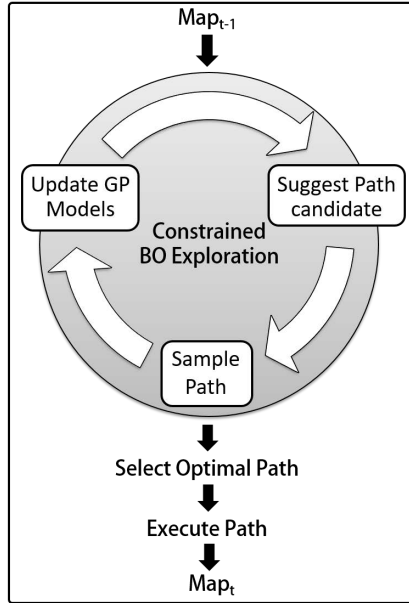 Map_{t-1}
Update GP
Models
Suggest Path
candidate
Constrained
BO Exploration
Sample
Path
Select Optimal Path
Execute Path
Map_t